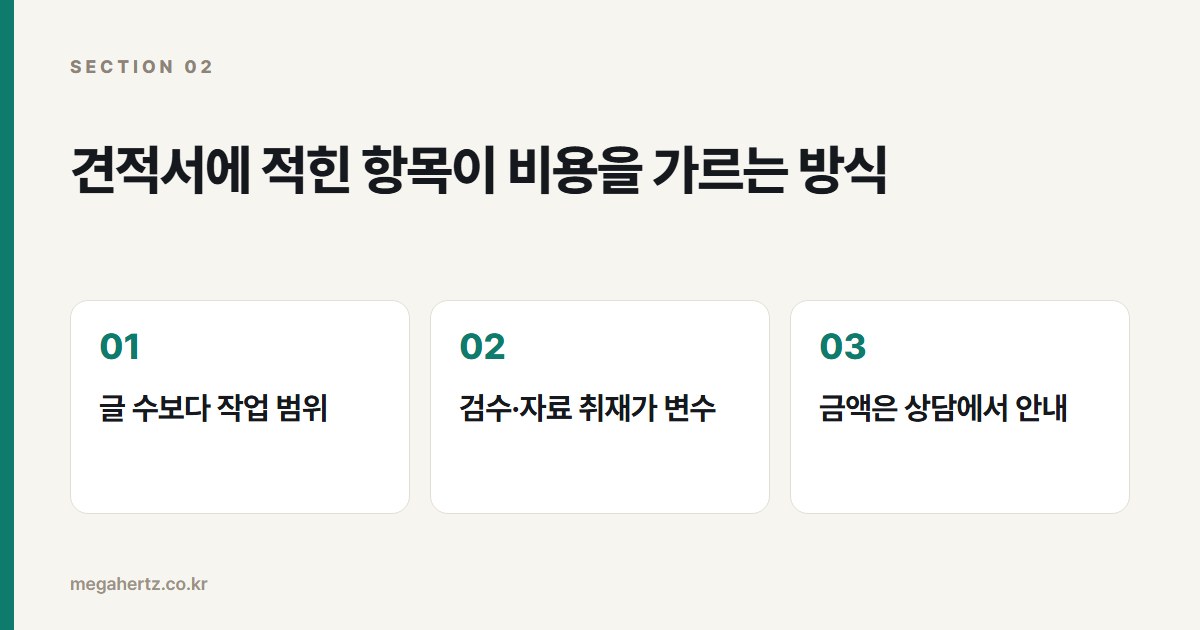 SECTION 02
견적서에 적힌 항목이 비용을 가르는 방식
01
글 수보다 작업 범위
02
검수·자료 취재가 변수
03
금액은 상담에서 안내
megahertz.co.kr